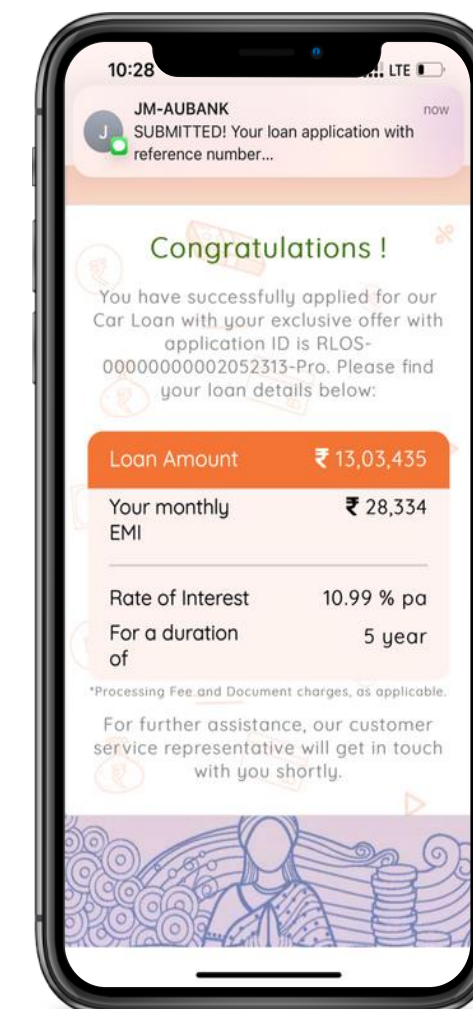 10:28
LTE
JM-AUBANK
now
J
SUBMITTED! Your loan application with
reference number...
Congratulations !
You have successfully applied for our
Car Loan with your exclusive offer with
application ID is RLOS-
00000000002052313-Pro. Please find
your loan details below:
Loan Amount ₹ 13,03,435
Your monthly ₹ 28,334
EMI
Rate of Interest 10.99 % pa
For a duration 5 year
of
*Processing Fee and Document charges, as applicable.
For further assistance, our customer
service representative will get in touch
with you shortly.